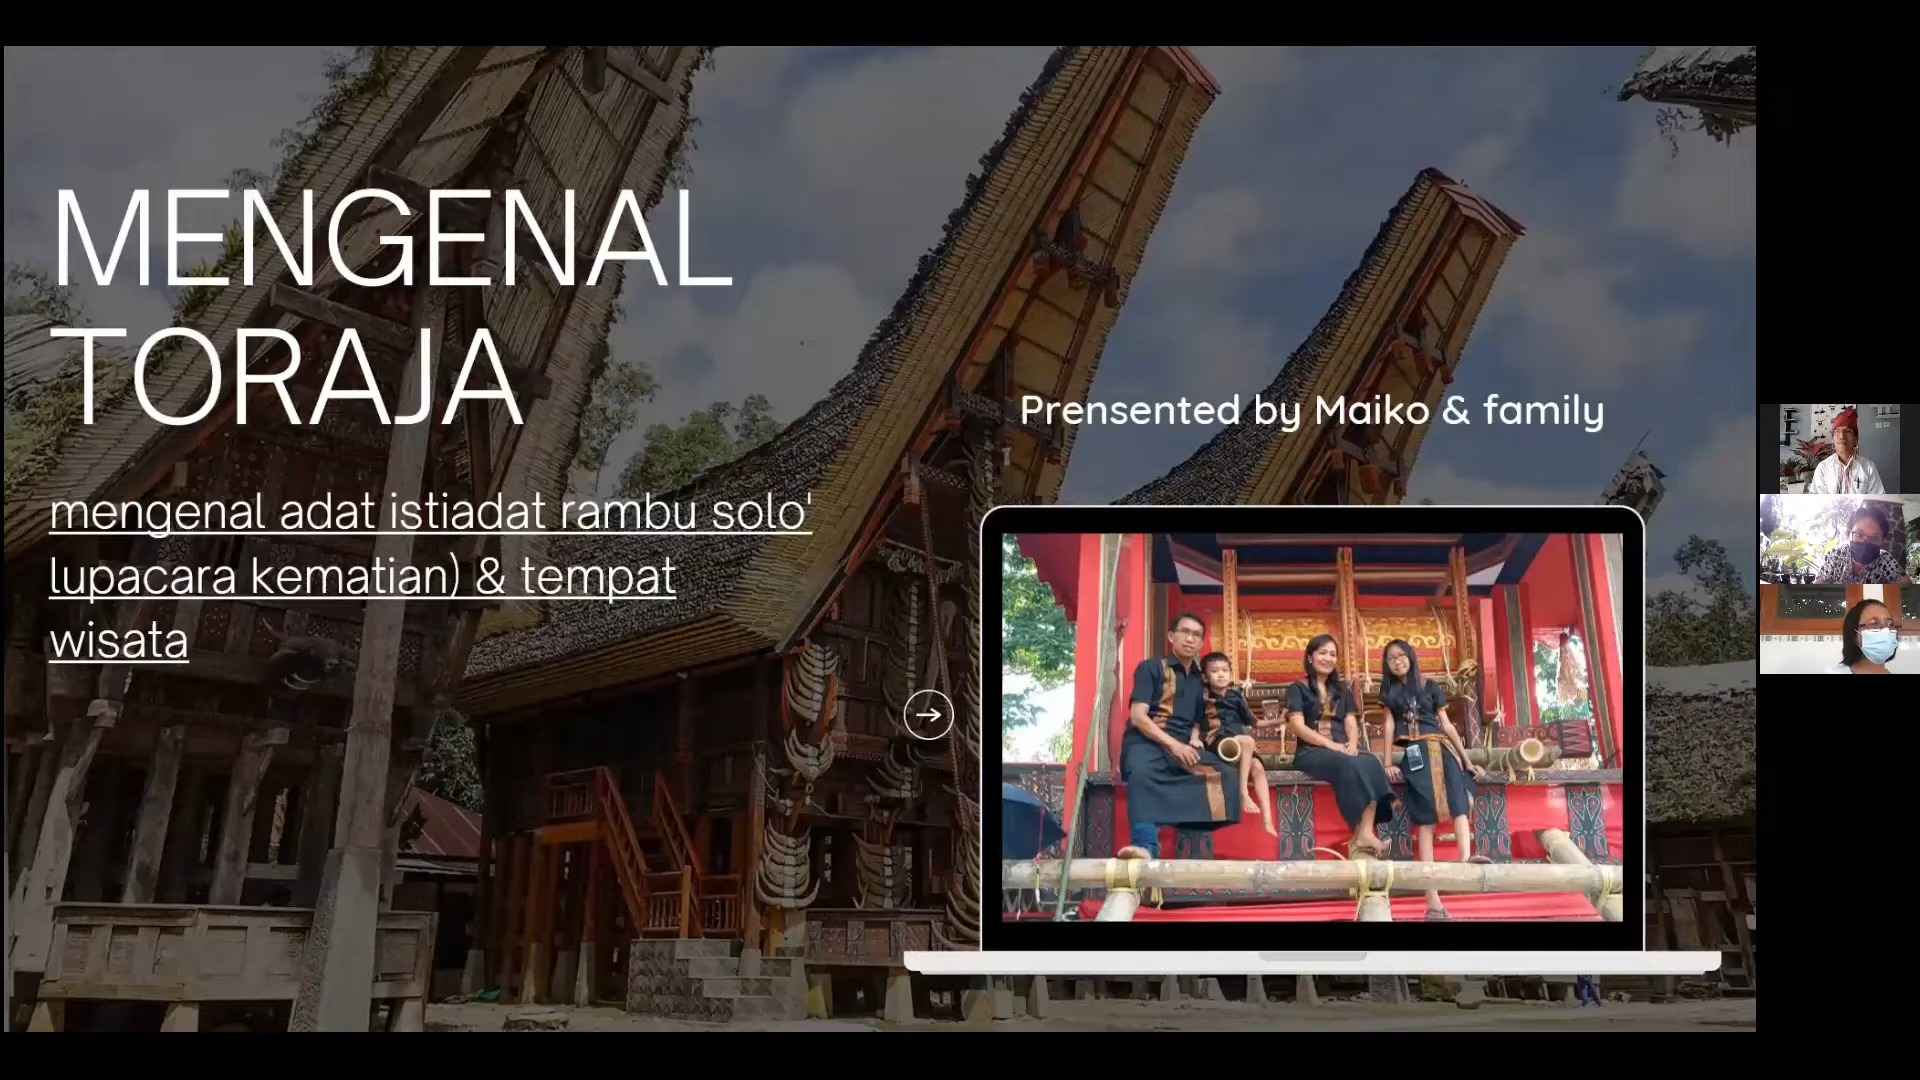 MENGENAL
TORAJA
Prensented by Maiko & family
mengenal adat istiadat rambu solo'
lupacara kematian) & tempat
wisata